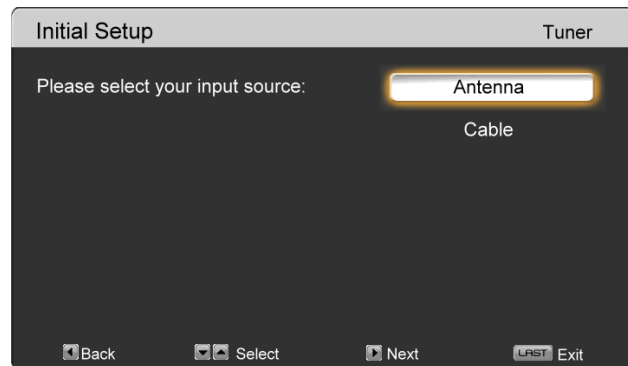 Initial Setup Tuner
Please select your input source: Antenna
Cable
Back Select Next LAST Exit